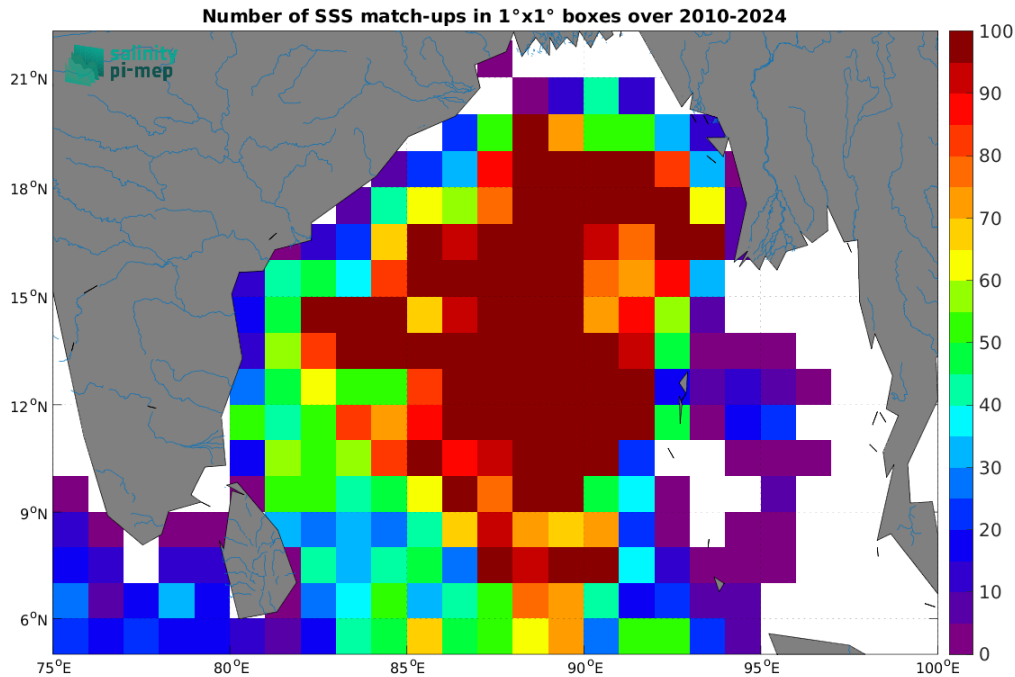 Number of SSS match-ups in 1°x1° boxes over 2010-2024
salinity
pi-mep
21°N
18°N
15°N
12°N
9°N
6°N
75°E 80°E 85°E 90°E 95°E 100°E
100
90
80
70
60
50
40
30
20
10
0